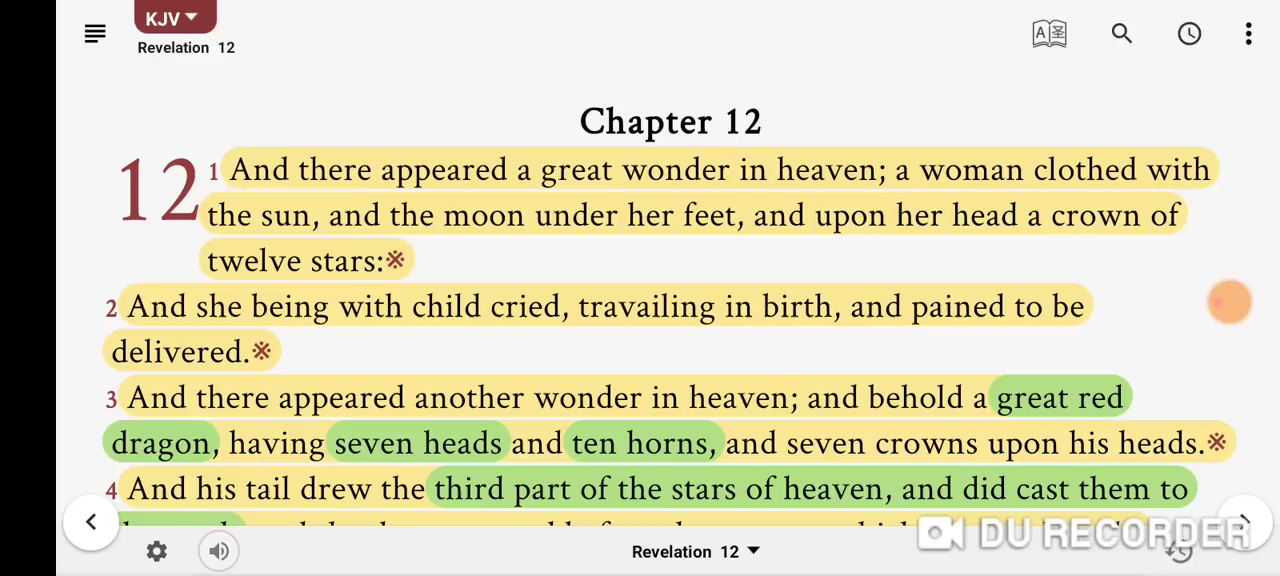 KJV
Revelation 12
Chapter 12
12 1 And there appeared a great wonder in heaven; a woman clothed with
the sun, and the moon under her feet, and upon her head a crown of
twelve stars:※
2 And she being with child cried, travailing in birth, and pained to be
delivered.※
3 And there appeared another wonder in heaven; and behold a great red
dragon, having seven heads and ten horns, and seven crowns upon his heads.※
4 And his tail drew the third part of the stars of heaven, and did cast them to
DU RECORDER
Revelation 12